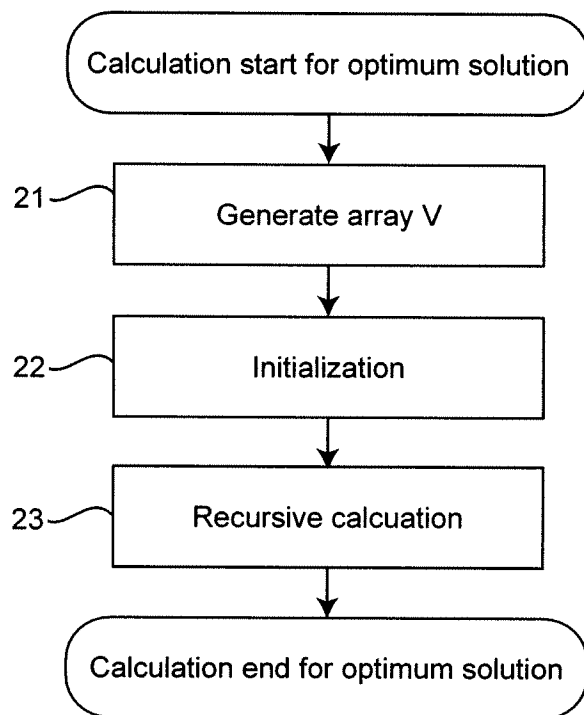 Calculation start for optimum solution
21
Generate array V
22
Initialization
23
Recursive calcuation
Calculation end for optimum solution